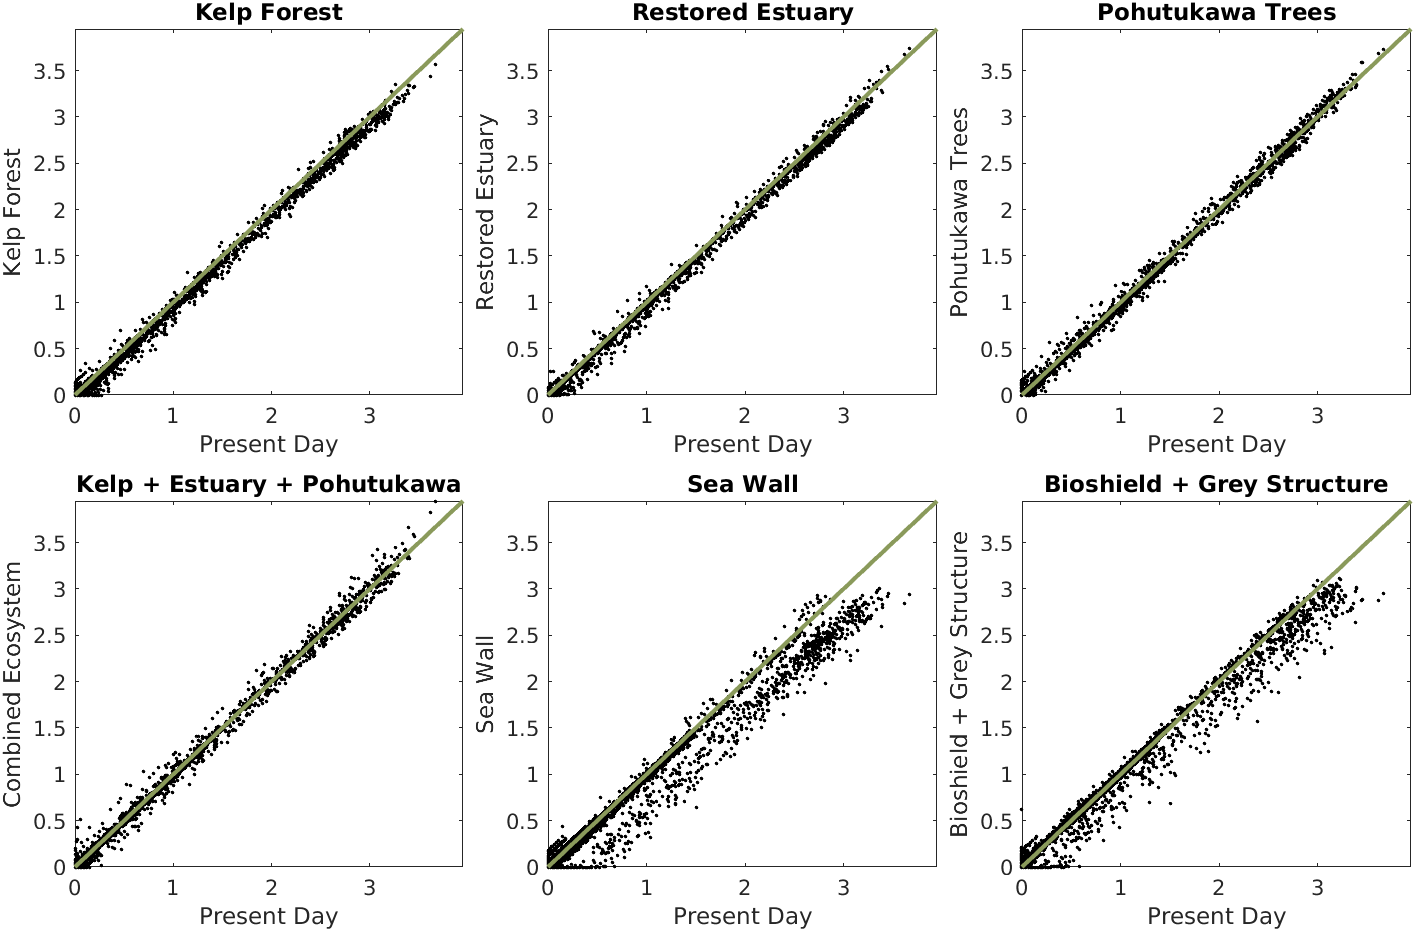 Kelp Forest
Restored Estuary
Pohutukawa Trees
Kelp Forest
3.5
3
2.5
2
1.5
1
0.5
0
0 1 2 3
Present Day
Restored Estuary
3.5
3
2.5
2
1.5
1
0.5
0
0 1 2 3
Present Day
Pohutukawa Trees
3.5
3
2.5
2
1.5
1
0.5
0
0 1 2 3
Present Day
Kelp + Estuary + Pohutukawa
Sea Wall
Bioshield + Grey Structure
Combined Ecosystem
3.5
3
2.5
2
1.5
1
0.5
0
0 1 2 3
Present Day
Sea Wall
3.5
3
2.5
2
1.5
1
0.5
0
0 1 2 3
Present Day
Bioshield + Grey Structure
3.5
3
2.5
2
1.5
1
0.5
0
0 1 2 3
Present Day